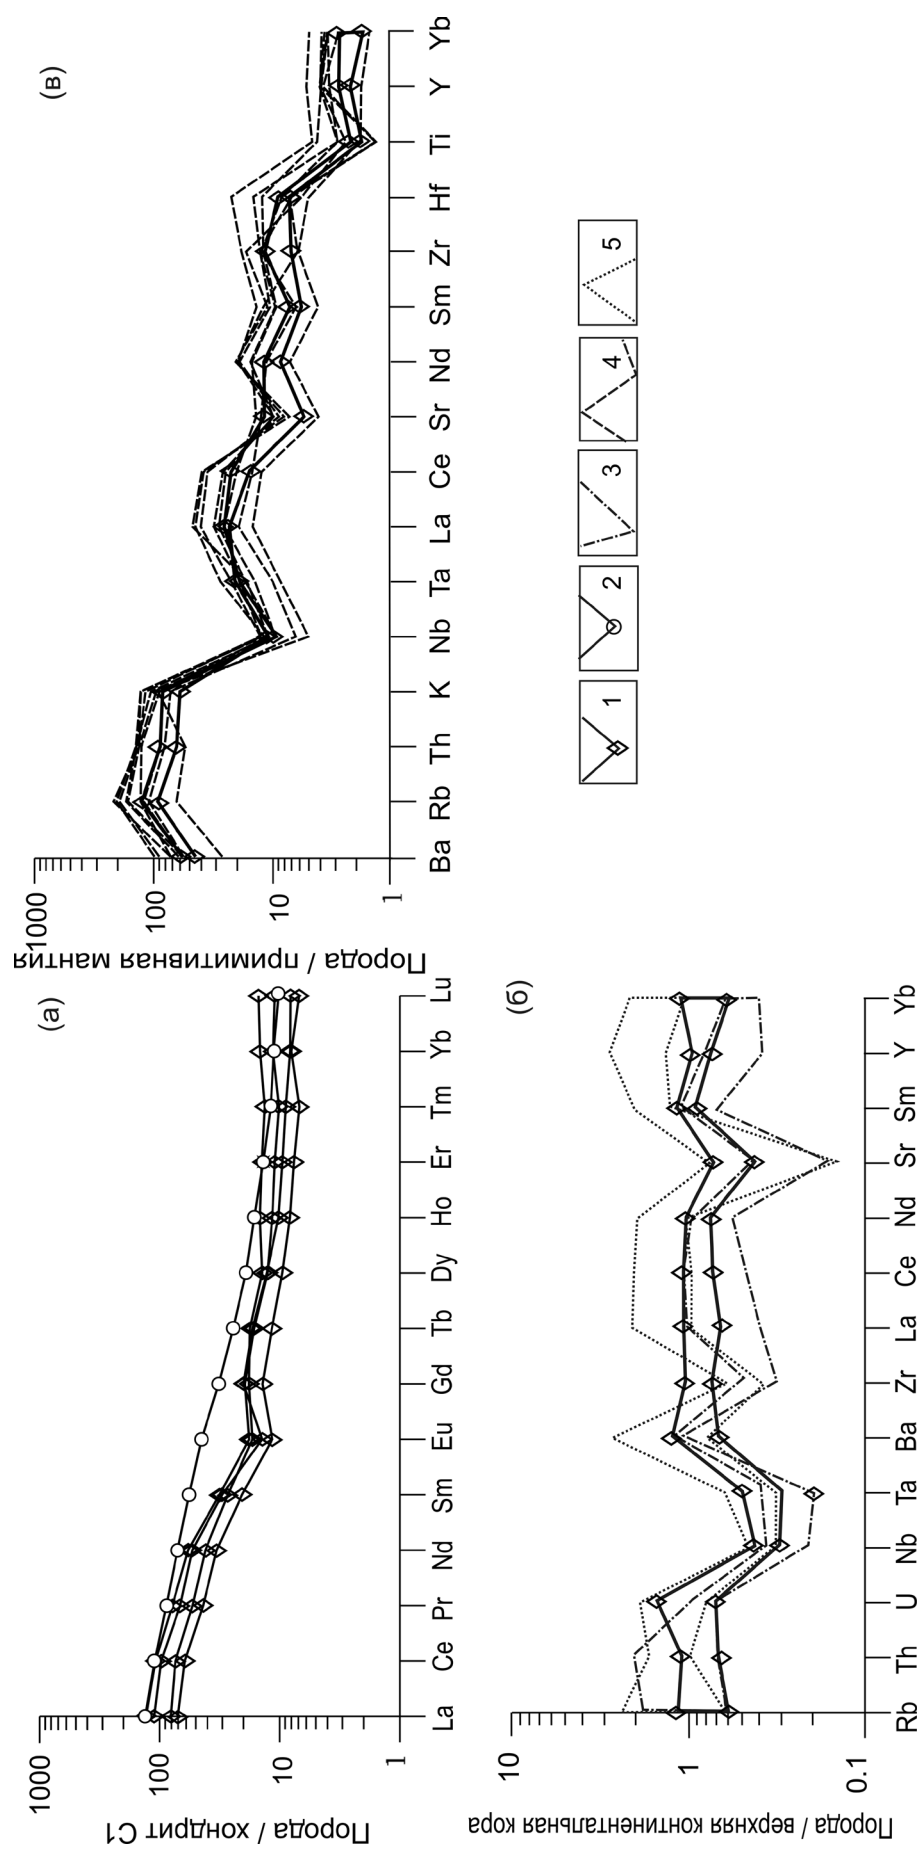 (а)
Порода / хондрит С1
1000
100
10
1
La Ce Pr Nd Sm Eu Gd Tb Dy Ho Er Tm Yb Lu
(в)
Порода / примитивная мантия
1000
100
10
1
Ba Rb Th K Nb Ta La Ce Sr Nd Sm Zr Hf Ti Y Yb
(б)
Порода / верхняя континентальная кора
10
1
0.1
Rb Th U Nb Ta Ba Zr La Ce Nd Sr Sm Y Yb
1 2 3 4 5